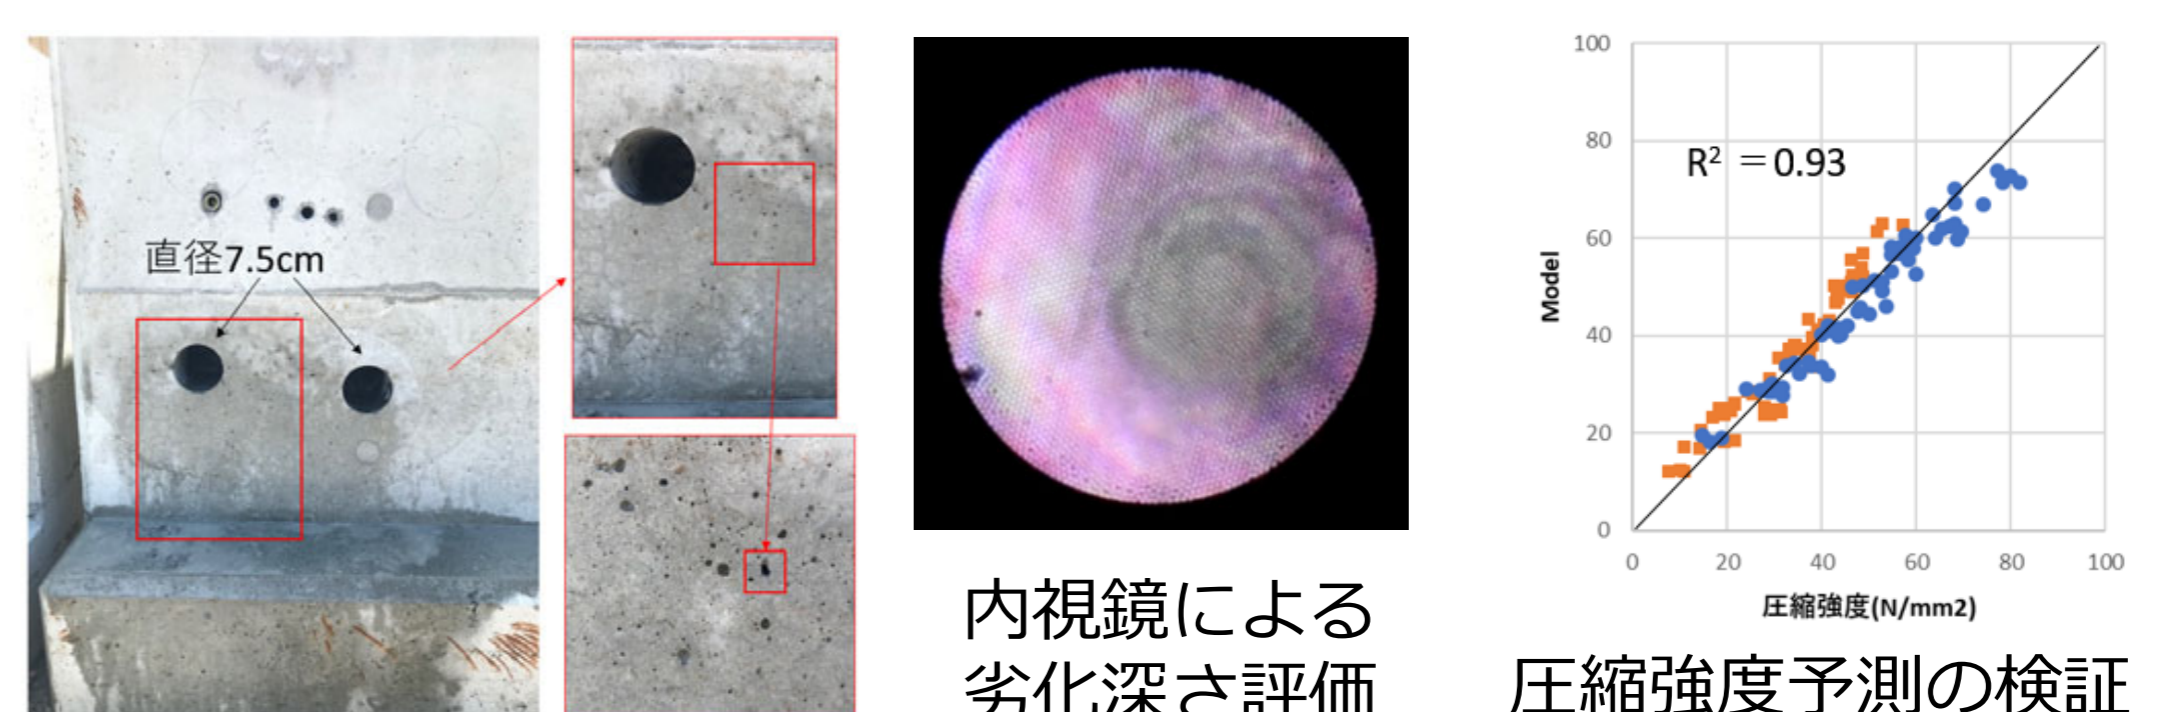 直径7.5cm
内視鏡による
劣化深さ評価
100
80
60
40
20
0
R² =0.93
Model
0 20 40 60 80 100
圧縮強度(N/mm2)
圧縮強度予測の検証